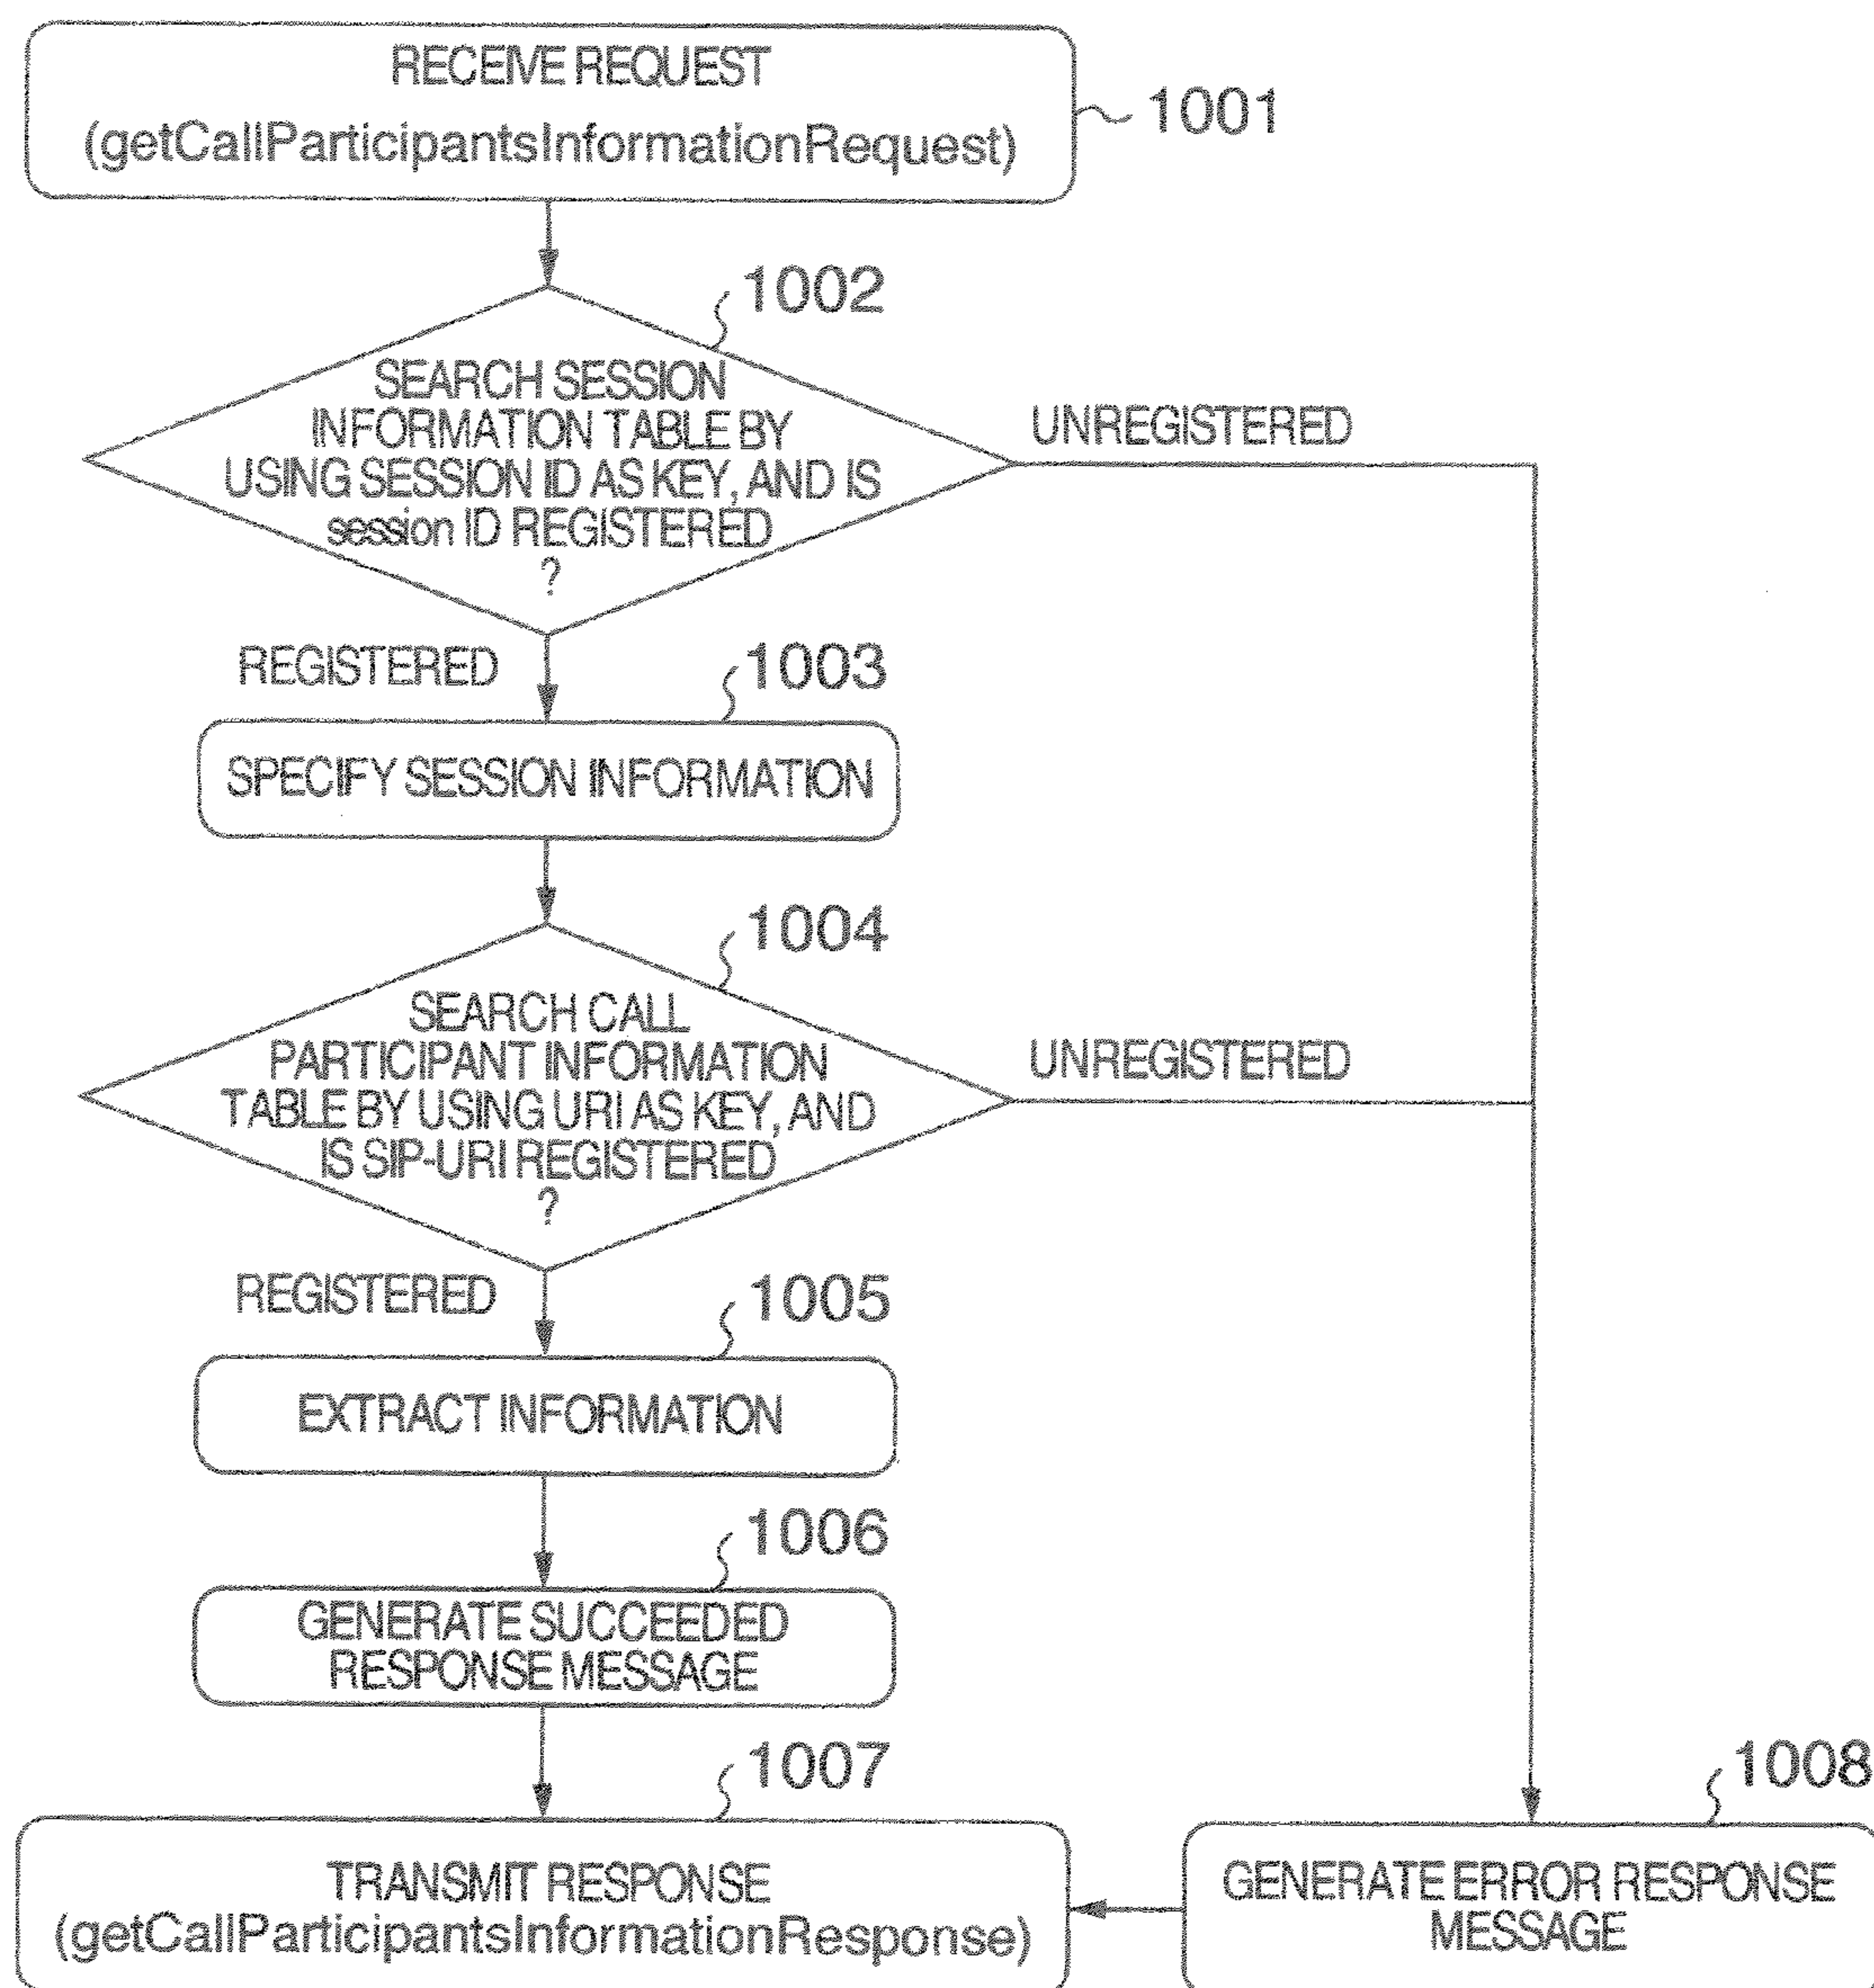 RECEIVE REQUEST
(getCallParticipantsInformationRequest)
1001
1002
SEARCH SESSION
INFORMATION TABLE BY
USING SESSION ID AS KEY, AND IS
session ID REGISTERED
?
UNREGISTERED
REGISTERED
1003
SPECIFY SESSION INFORMATION
1004
SEARCH CALL
PARTICIPANT INFORMATION
TABLE BY USING URI AS KEY, AND
IS SIP-URI REGISTERED
?
UNREGISTERED
REGISTERED
1005
EXTRACT INFORMATION
1006
GENERATE SUCCEEDED
RESPONSE MESSAGE
1007
TRANSMIT RESPONSE
(getCallParticipantsInformationResponse)
1008
GENERATE ERROR RESPONSE
MESSAGE